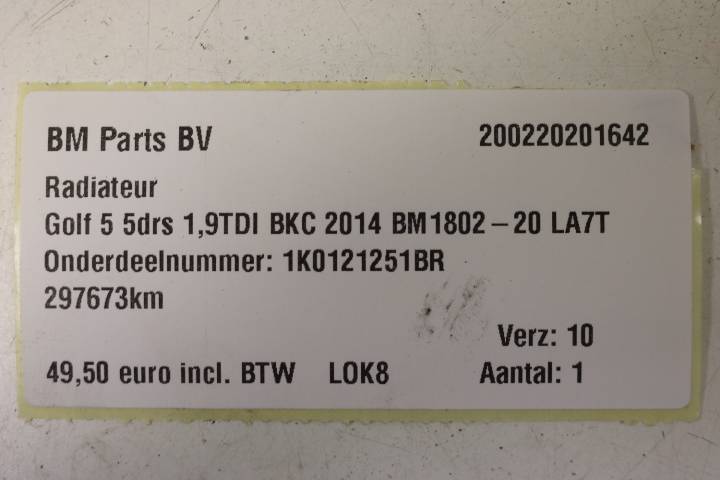 BM Parts BV 200220201642
Radiateur
Golf 5 5drs 1,9TDI BKC 2014 BM1802-20 LA7T
Onderdeelnummer: 1K0121251BR
297673km
Verz: 10
49,50 euro incl. BTW LOK8 Aantal: 1